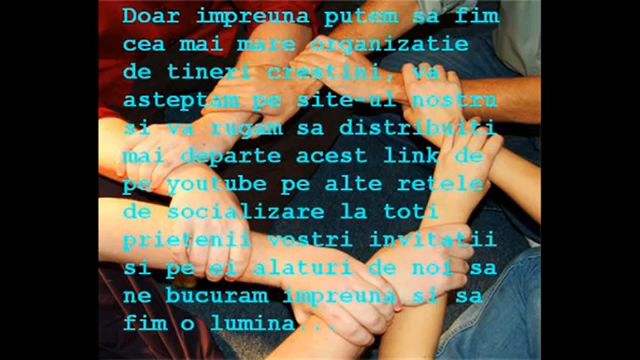 Doar impreuna putem sa fim
cea mai mare organizatie
de tineri crestini, va
asteptam pe site-ul nostru
si va rugam sa distribuiti
mai departe acest link de
pe youtube pe alte retele
de socializare la toti
prietenii vostri invitatii
si pe ei alaturi de noi sa
ne bucuram impreuna si sa
fim o lumina...